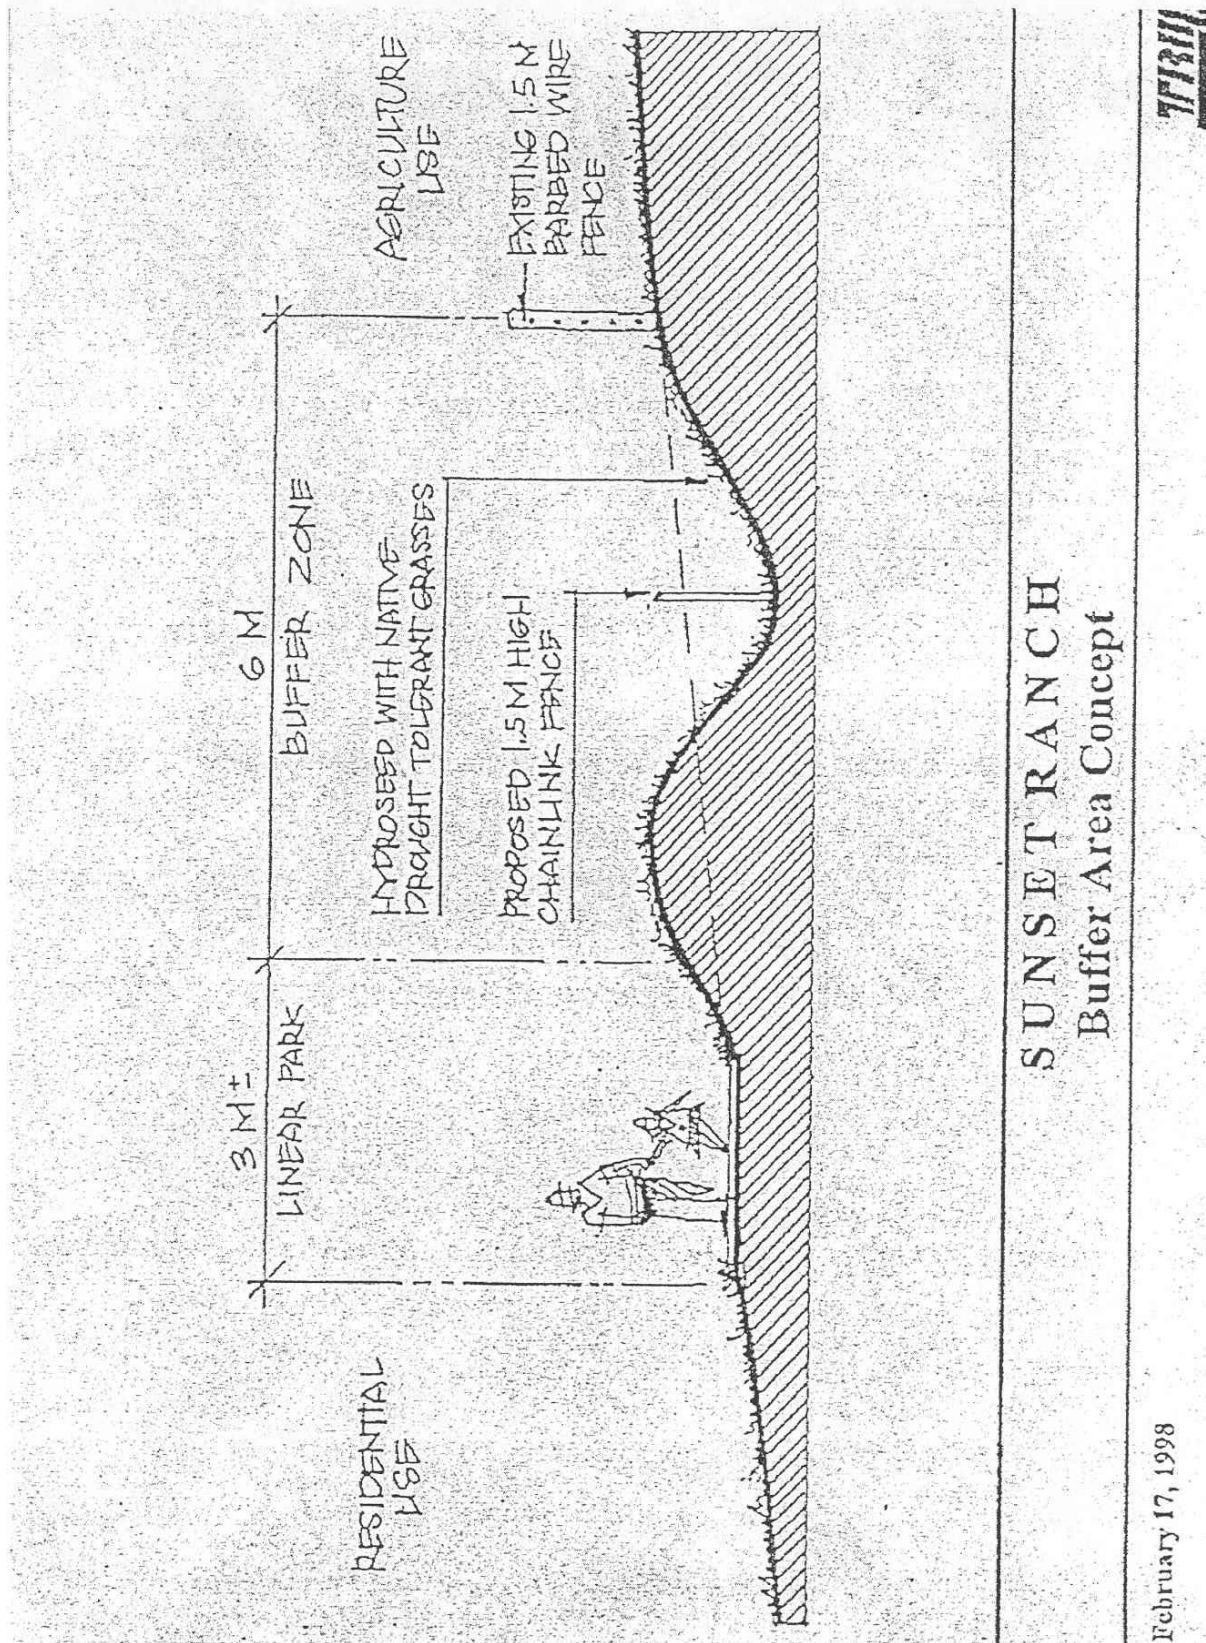 6 M
3 M ±
BUFFER ZONE
LINEAR PARK
AGRICULTURE
USE
RESIDENTIAL
USE
HYDROSEED WITH NATIVE
DROUGHT TOLERANT GRASSES
EXISTING 1.5 M
BARBED WIRE
FENCE
PROPOSED 1.5 M HIGH
CHAINLINK FENCE
SUNSET RANCH
Buffer Area Concept
February 17, 1998